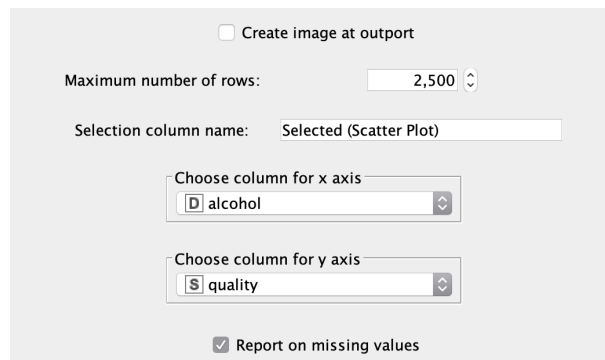 Create image at outport
Maximum number of rows: 2,500
Selection column name: Selected (Scatter Plot)
Choose column for x axis
D alcohol
Choose column for y axis
S quality
Report on missing values